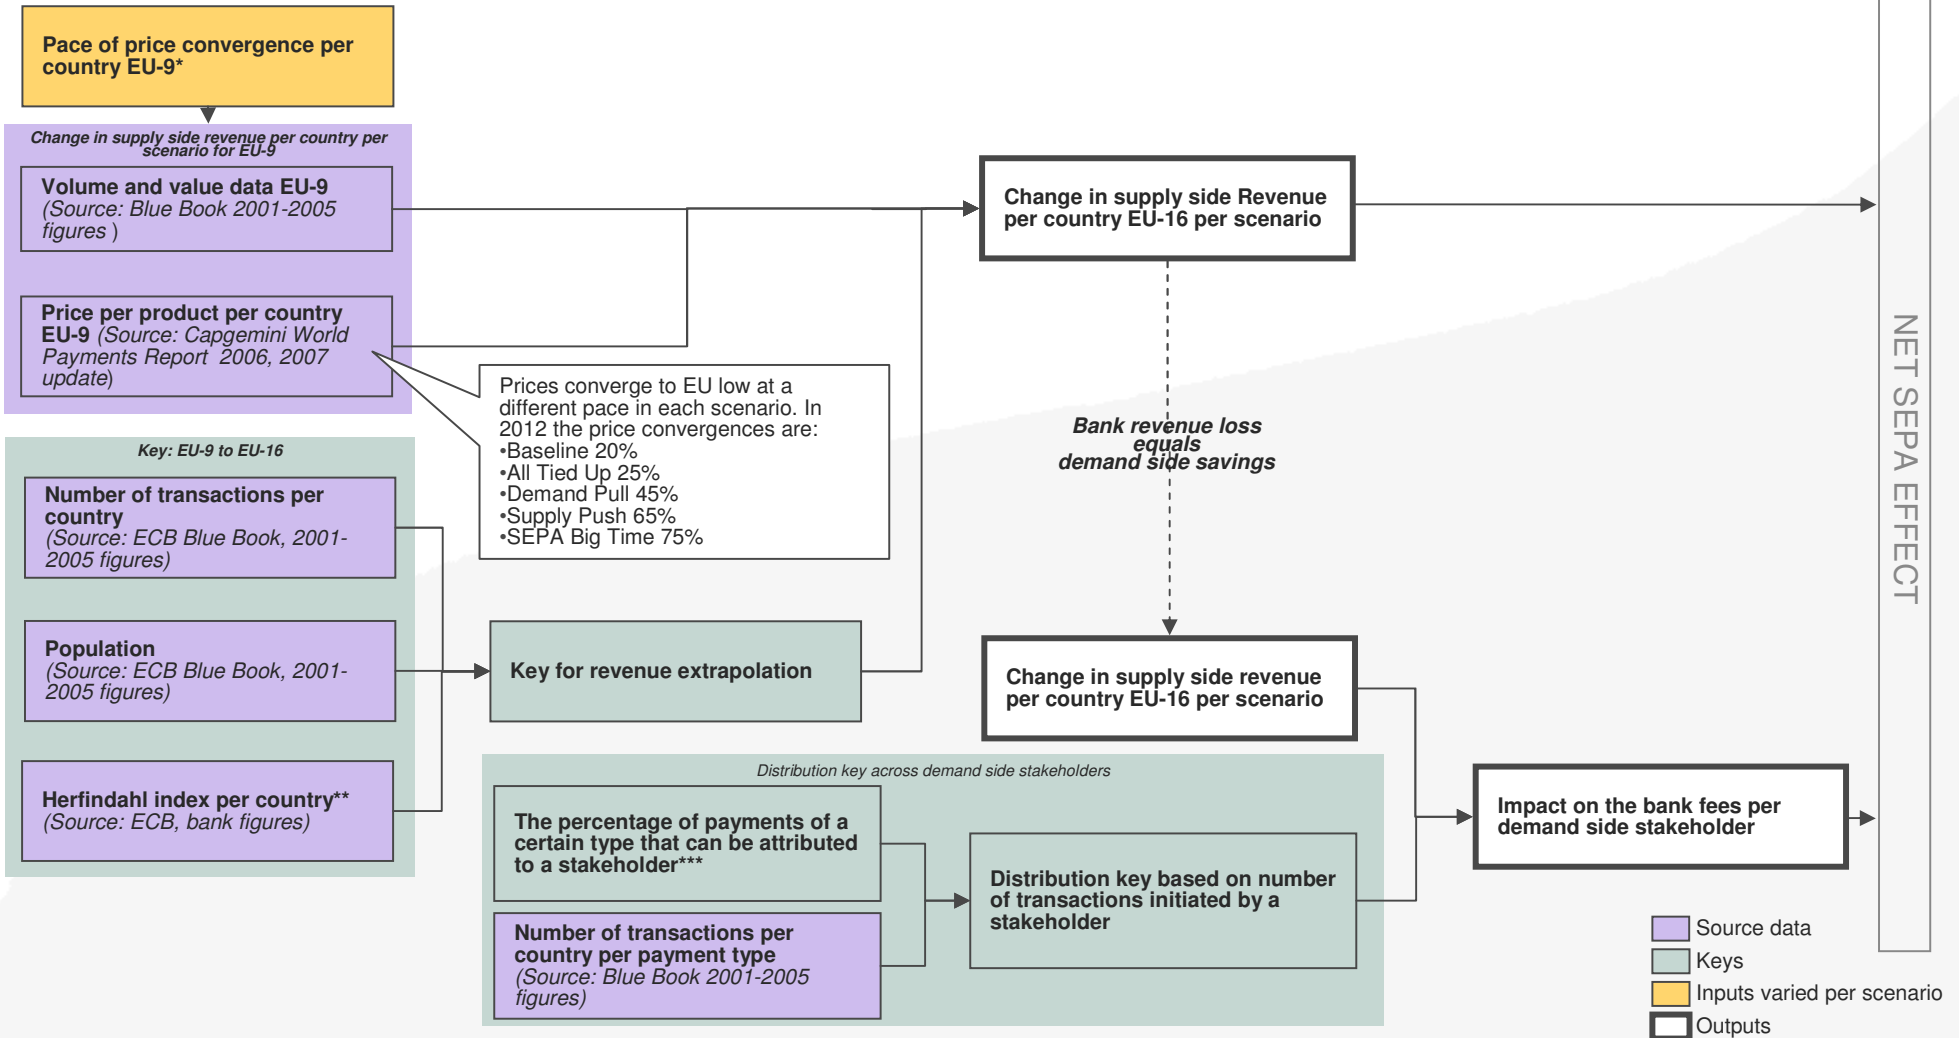 Pace of price convergence per
country EU-9*
Change in supply side revenue per country per
scenario for EU-9
Volume and value data EU-9
(Source: Blue Book 2001-2005
figures )
Price per product per country
EU-9 (Source: Capgemini World
Payments Report 2006, 2007
update)
Prices converge to EU low at a
different pace in each scenario. In
2012 the price convergences are:
•Baseline 20%
•All Tied Up 25%
•Demand Pull 45%
•Supply Push 65%
•SEPA Big Time 75%
Change in supply side Revenue
per country EU-16 per scenario
Bank revenue loss
equals
demand side savings
Key: EU-9 to EU-16
Number of transactions per
country
(Source: ECB Blue Book, 2001-
2005 figures)
Population
(Source: ECB Blue Book, 2001-
2005 figures)
Herfindahl index per country**
(Source: ECB, bank figures)
Key for revenue extrapolation
Change in supply side revenue
per country EU-16 per scenario
Distribution key across demand side stakeholders
The percentage of payments of a
certain type that can be attributed
to a stakeholder***
Number of transactions per
country per payment type
(Source: Blue Book 2001-2005
figures)
Distribution key based on number
of transactions initiated by a
stakeholder
Impact on the bank fees per
demand side stakeholder
NET SEPA EFFECT
Source data
Keys
Inputs varied per scenario
Outputs